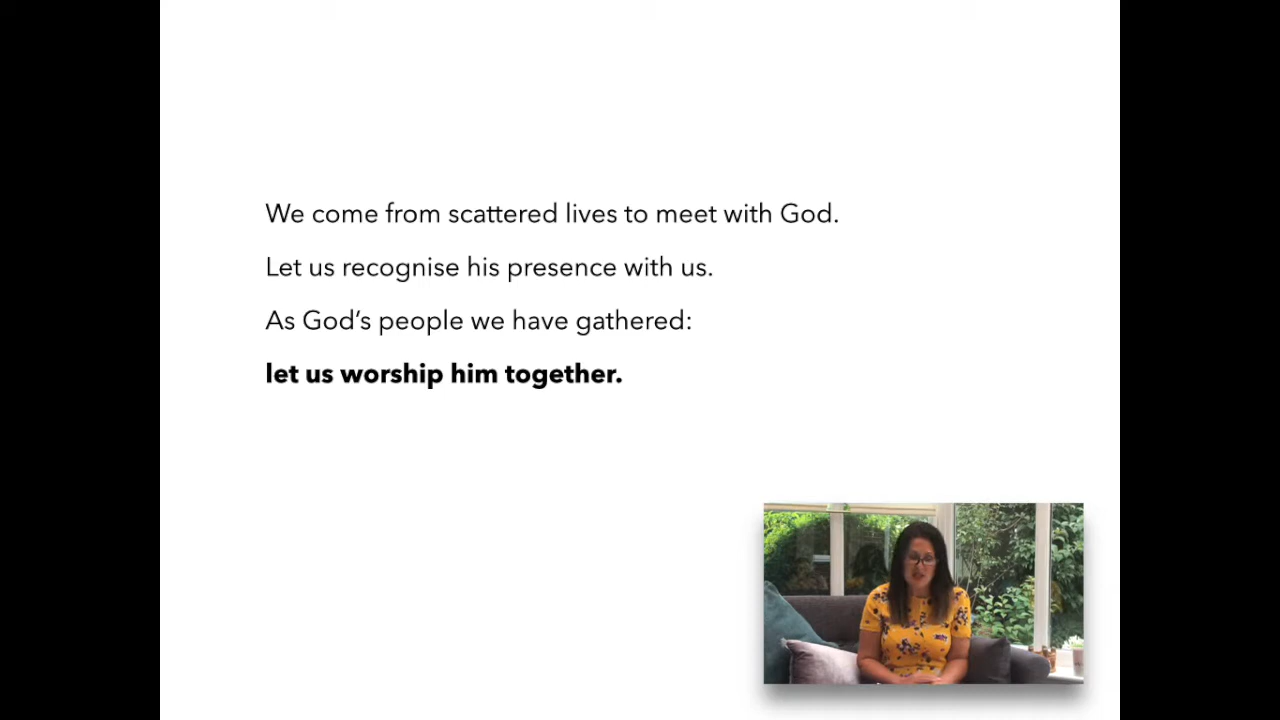 We come from scattered lives to meet with God.
Let us recognise his presence with us.
As God’s people we have gathered:
let us worship him together.